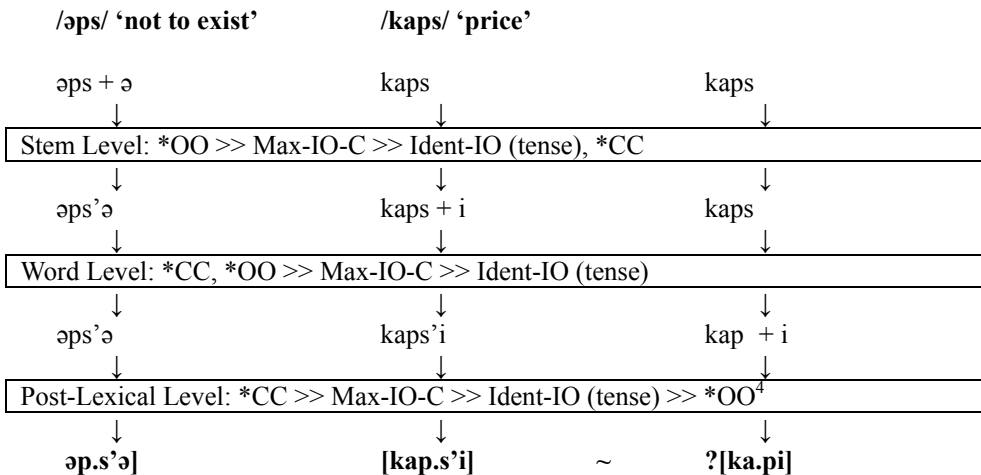 /əps/ ‘not to exist’ /kaps/ ‘price’
əps + ə kaps kaps
↓ ↓ ↓
Stem Level: *OO >> Max-IO-C >> Ident-IO (tense), *CC
↓ ↓ ↓
əps’ə kaps + i kaps
↓ ↓ ↓
Word Level: *CC, *OO >> Max-IO-C >> Ident-IO (tense)
↓ ↓ ↓
əps’ə kaps’i kap + i
↓ ↓ ↓
Post-Lexical Level: *CC >> Max-IO-C >> Ident-IO (tense) >> *OO⁴
↓ ↓ ↓
əp.s’ə] [kap.s’i] ~ ?[ka.pi]